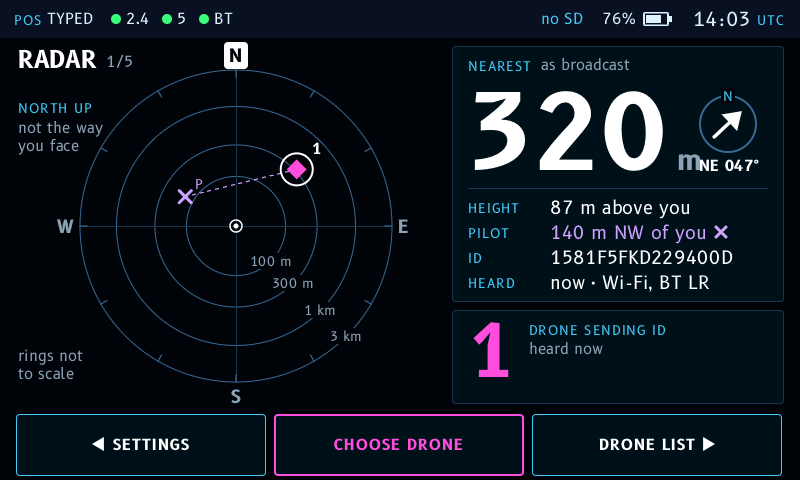 POS TYPED 2.4 5 BT no SD 76% 14:03 UTC
RADAR 1/5
N
NORTH UP
not the way
you face
1
P
W
E
100 m
300 m
1 km
3 km
rings not
to scale
S
NEAREST as broadcast
320 m
N
NE 047°
HEIGHT 87 m above you
PILOT 140 m NW of you ✕
ID 1581F5FKD229400D
HEARD now · Wi-Fi, BT LR
1
DRONE SENDING ID
heard now
◀ SETTINGS
CHOOSE DRONE
DRONE LIST ▶